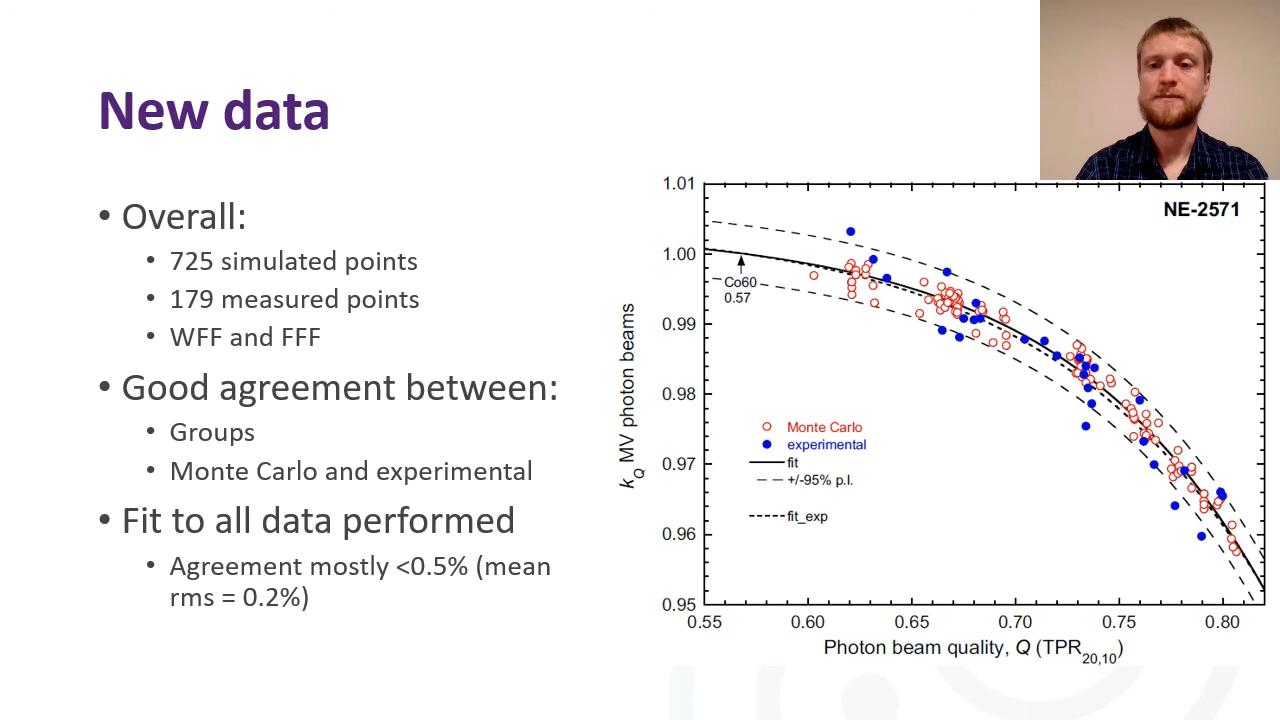 New data
• Overall:
• 725 simulated points
• 179 measured points
• WFF and FFF
• Good agreement between:
• Groups
• Monte Carlo and experimental
• Fit to all data performed
• Agreement mostly <0.5% (mean
rms = 0.2%)
NE-2571
1.01
1.00
0.99
0.98
0.97
0.96
0.95
kQ MV photon beams
Co60
0.57
Monte Carlo
experimental
fit
+/-95% p.l.
fit_exp
0.55 0.60 0.65 0.70 0.75 0.80
Photon beam quality, Q (TPR20,10)